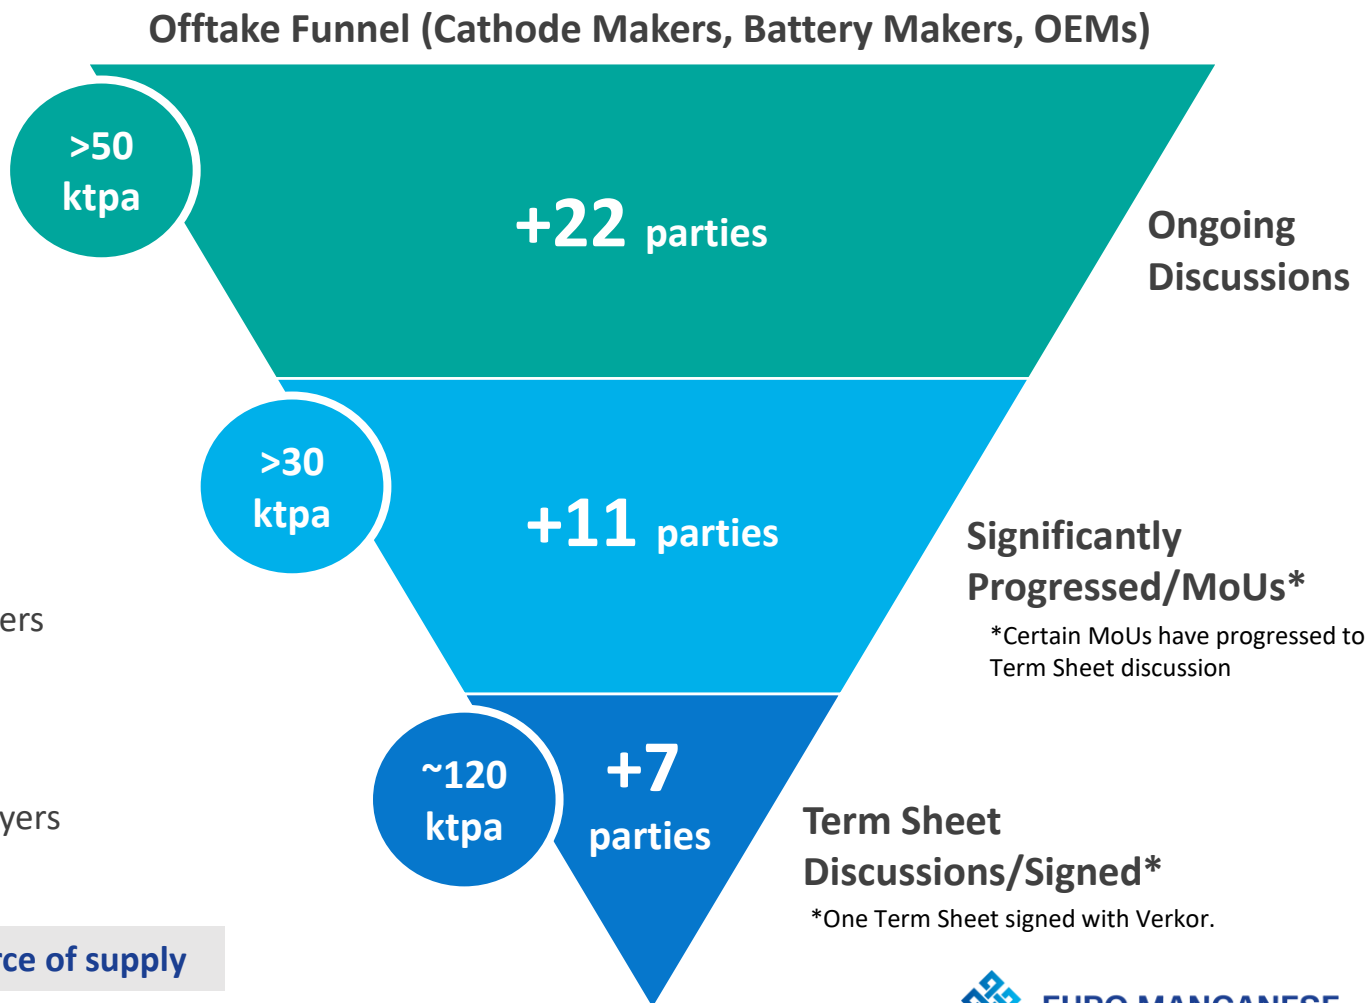 Offtake Funnel (Cathode Makers, Battery Makers, OEMs)
>50
ktpa
+22 parties
Ongoing
Discussions
>30
ktpa
+11 parties
Significantly
Progressed/MoUs*
*Certain MoUs have progressed to
Term Sheet discussion
ers
~120
ktpa
+7
parties
yers
Term Sheet
Discussions/Signed*
*One Term Sheet signed with Verkor.
rce of supply
EURO MANGANESE